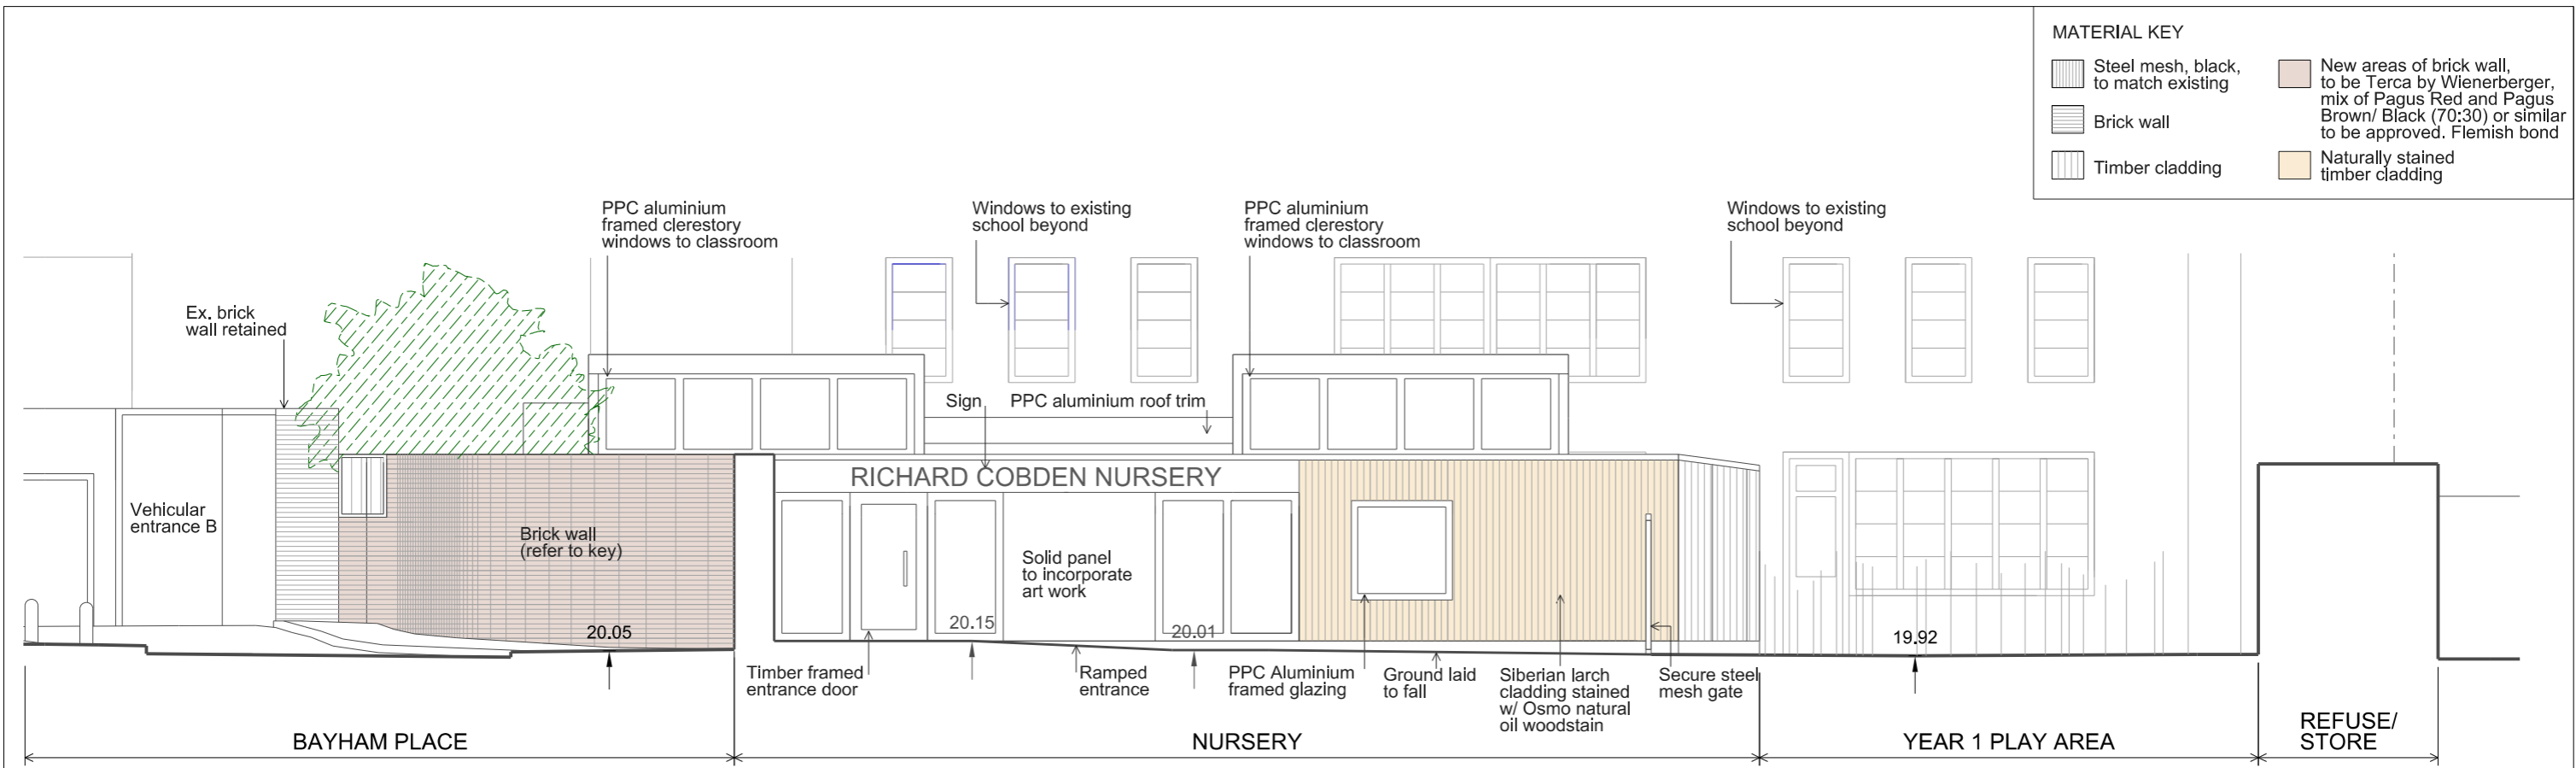 MATERIAL KEY
Steel mesh, black,
to match existing
Brick wall
Timber cladding
New areas of brick wall,
to be Terca by Wienerberger,
mix of Pagus Red and Pagus
Brown/ Black (70:30) or similar
to be approved. Flemish bond
Naturally stained
timber cladding
PPC aluminium
framed clerestory
windows to classroom
Windows to existing
school beyond
PPC aluminium
framed clerestory
windows to classroom
Windows to existing
school beyond
Ex. brick
wall retained
Sign
PPC aluminium roof trim
RICHARD COBDEN NURSERY
Vehicular
entrance B
Brick wall
(refer to key)
Solid panel
to incorporate
art work
20.05
20.15
20.01
19.92
Timber framed
entrance door
Ramped
entrance
PPC Aluminium
framed glazing
Ground laid
to fall
Siberian larch
cladding stained
w/ Osmo natural
oil woodstain
Secure steel
mesh gate
BAYHAM PLACE
NURSERY
YEAR 1 PLAY AREA
REFUSE/
STORE